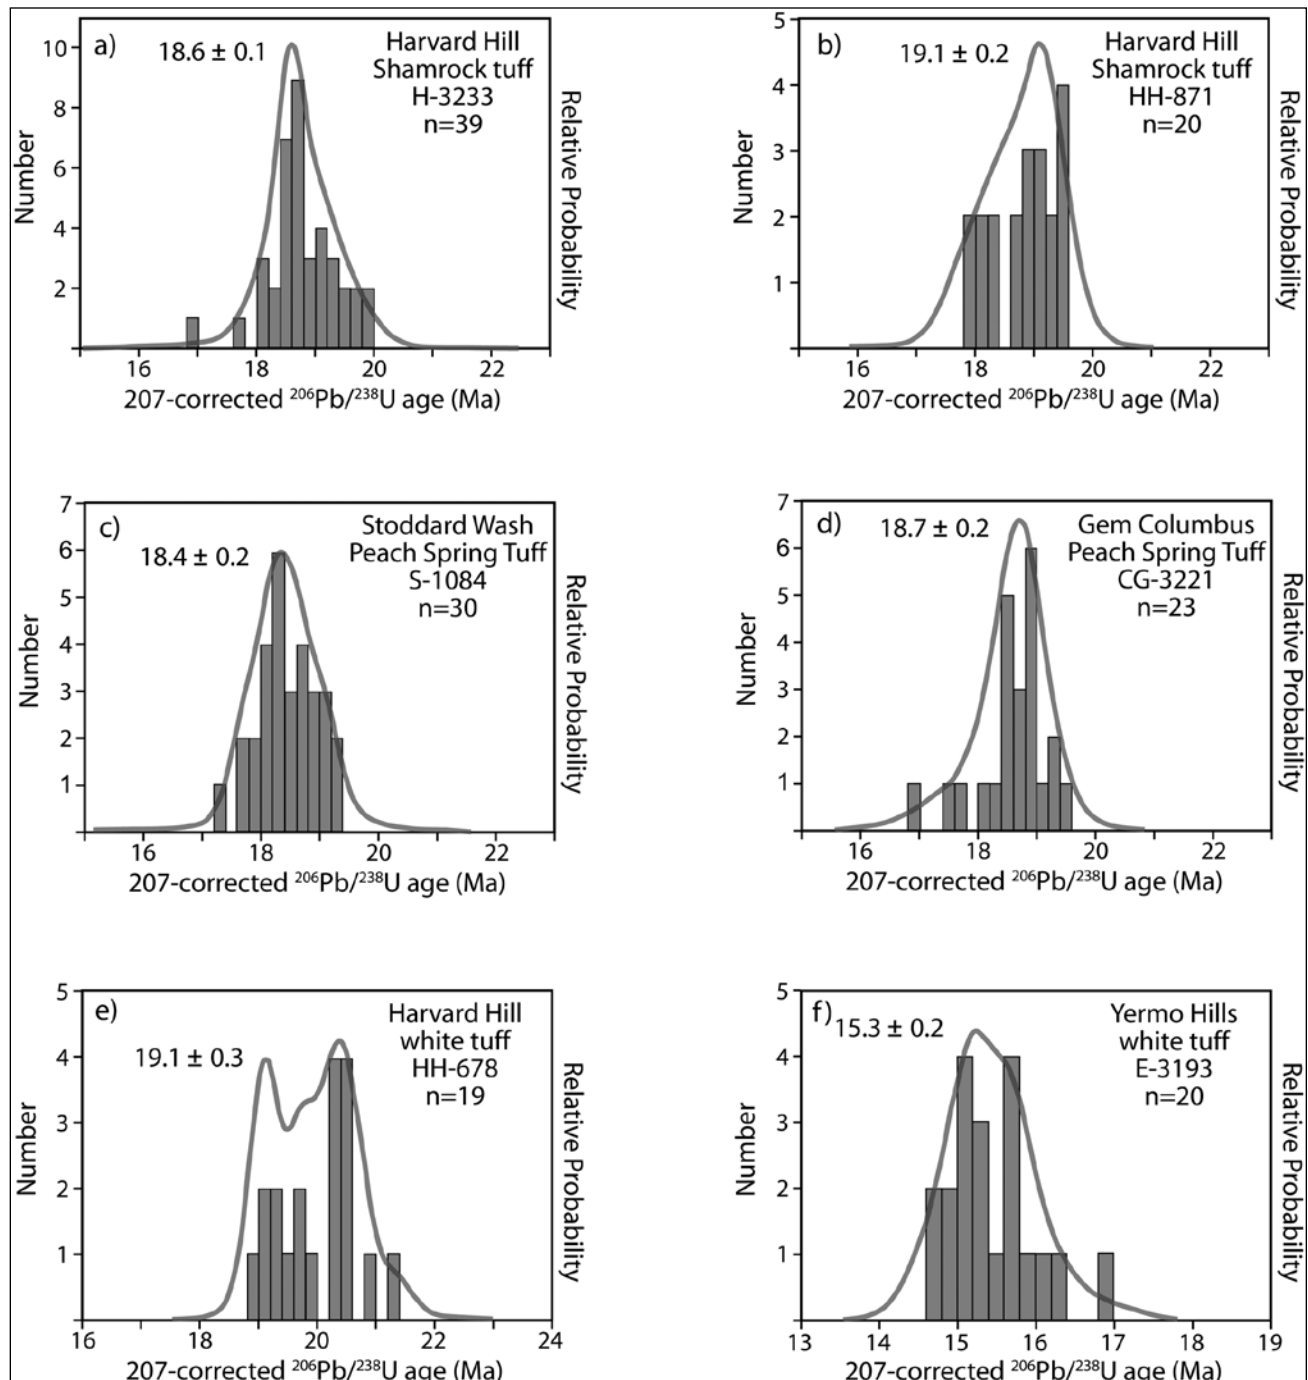 a)
18.6 ± 0.1
Harvard Hill
Shamrock tuff
H-3233
n=39
10
8
6
4
2
Number
Relative Probability
16 18 20 22
207-corrected ²⁰⁶Pb/²³⁸U age (Ma)
b)
19.1 ± 0.2
Harvard Hill
Shamrock tuff
HH-871
n=20
5
4
3
2
1
Number
Relative Probability
16 18 20 22
207-corrected ²⁰⁶Pb/²³⁸U age (Ma)
c)
18.4 ± 0.2
Stoddard Wash
Peach Spring Tuff
S-1084
n=30
7
6
5
4
3
2
1
Number
Relative Probability
16 18 20 22
207-corrected ²⁰⁶Pb/²³⁸U age (Ma)
d)
18.7 ± 0.2
Gem Columbus
Peach Spring Tuff
CG-3221
n=23
7
6
5
4
3
2
1
Number
Relative Probability
16 18 20 22
207-corrected ²⁰⁶Pb/²³⁸U age (Ma)
e)
19.1 ± 0.3
Harvard Hill
white tuff
HH-678
n=19
5
4
3
2
1
Number
Relative Probability
16 18 20 22 24
207-corrected ²⁰⁶Pb/²³⁸U age (Ma)
f)
15.3 ± 0.2
Yermo Hills
white tuff
E-3193
n=20
5
4
3
2
1
Number
Relative Probability
13 14 15 16 17 18 19
207-corrected ²⁰⁶Pb/²³⁸U age (Ma)